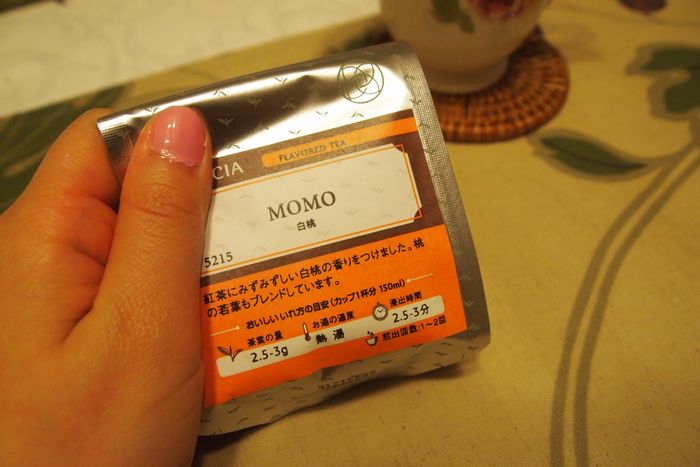 CIA
FLAVORED TEA
MOMO
白桃
5215
紅茶にみずみずしい白桃の香りをつけました。桃
の若葉もブレンドしています。
おいしいいれ方の目安(カップ1杯分 150ml)
茶葉の量 お湯の温度 浸出時間
2.5-3g 熱湯 2.5-3分
煎出回数:1~2回